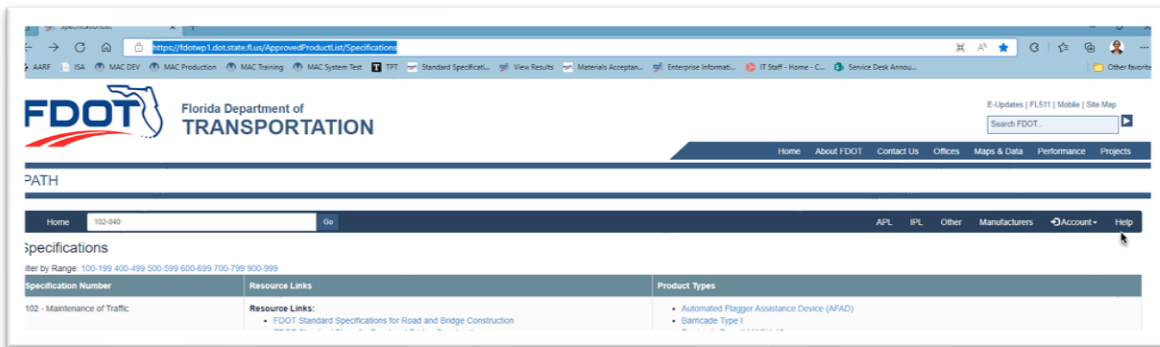 https://fdotwp1.dot.state.fl.us/ApprovedProductList/Specifications
AARF ISA MAC DEV MAC Production MAC Training MAC System Test TPT Standard Specificati... View Results Materials Acceptan... Enterprise Informati... IT Staff - Home - C... Service Desk Annou... Other favorite
FDOT
Florida Department of
TRANSPORTATION
E-Updates | FL511 | Mobile | Site Map
Search FDOT...
Home About FDOT Contact Us Offices Maps & Data Performance Projects
PATH
Home 102-040 Go APL IPL Other Manufacturers Account Help
Specifications
ilter by Range: 100-199 400-499 500-599 600-699 700-799 900-999
Specification Number Resource Links Product Types
102 - Maintenance of Traffic
Resource Links:
• FDOT Standard Specifications for Road and Bridge Construction
• Automated Flagger Assistance Device (AFAD)
• Barricade Type I